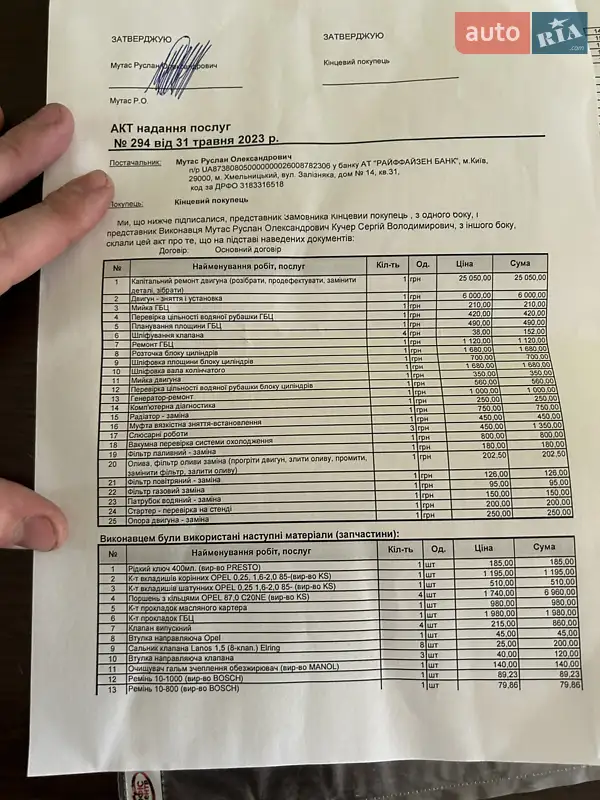 auto RIA.com
ЗАТВЕРДЖУЮ ЗАТВЕРДЖУЮ
Мутас Руслан Олександрович Кінцевий покупець
Мутас Р.О.
АКТ надання послуг
№ 294 від 31 травня 2023 р.
Постачальник: Мутас Руслан Олександрович
п/р UA873808050000000026008782306 у банку АТ "РАЙФФАЙЗЕН БАНК", м.Київ,
29000, м. Хмельницький, вул. Залізняка, дом № 14, кв.31,
код за ДРФО 3183316518
Покупець: Кінцевий покупець
Ми, що нижче підписалися, представник Замовника Кінцевий покупець , з одного боку, і
представник Виконавця Мутас Руслан Олександрович Кучер Сергій Володимирович, з іншого боку,
склали цей акт про те, що на підставі наведених документів:
Договір: Основний договір
№ Найменування робіт, послуг Кіл-ть Од. Ціна Сума
1 Капітальний ремонт двигуна (розібрати, продефектувати, замінити 1 грн 25 050,00 25 050,00
деталі, зібрати)
2 Двигун - зняття і установка 1 грн 6 000,00 6 000,00
3 Мийка ГБЦ 1 грн 210,00 210,00
4 Перевірка цільності водяної рубашки ГБЦ 1 грн 420,00 420,00
5 Планування площини ГБЦ 1 грн 490,00 490,00
6 Шліфування клапана 4 грн 38,00 152,00
7 Ремонт ГБЦ 1 грн 1 120,00 1 120,00
8 Розточка блоку циліндрів 1 грн 1 680,00 1 680,00
9 Шліфовка площини блоку циліндрів 1 грн 700,00 700,00
10 Шліфовка вала колінчатого 1 грн 1 680,00 1 680,00
11 Мийка двигуна 1 грн 350,00 350,00
12 Перевірка цільності водяної рубашки блоку циліндрів 1 грн 560,00 560,00
13 Генератор-ремонт 1 грн 1 000,00 1 000,00
14 Комп'ютерна діагностика 1 грн 250,00 250,00
15 Радіатор - заміна 1 грн 750,00 750,00
16 Муфта вязкістна зняття-встановлення 1 грн 450,00 450,00
17 Слюсарні роботи 3 грн 450,00 1 350,00
18 Вакумна перевірка системи охолодження 1 грн 800,00 800,00
19 Фільтр паливний - заміна 1 грн 180,00 180,00
20 Олива, фільтр оливи заміна (прогріти двигун, злити оливу, промити, 1 грн 202,50 202,50
замінити фільтр, залити оливу)
21 Фільтр повітряний - заміна 1 грн 126,00 126,00
22 Фільтр газовий заміна 1 грн 95,00 95,00
23 Патрубок водяний - заміна 1 грн 150,00 150,00
24 Стартер - перевірка на стенді 1 грн 200,00 200,00
25 Опора двигуна - заміна 1 грн 250,00 250,00
Виконавцем були використані наступні матеріали (запчастини):
№ Найменування робіт, послуг Кіл-ть Од. Ціна Сума
1 Рідкий ключ 400мл. (вир-во PRESTO) 1 шт 185,00 185,00
2 К-т вкладишів корінних OPEL 0,25, 1,6-2,0 85-(вир-во KS) 1 шт 1 195,00 1 195,00
3 К-т вкладишів шатунних OPEL 0,25 1,6-2,0 85- (вир-во KS) 1 шт 510,00 510,00
4 Поршень з кільцями OPEL 87,0 C20NE (вир-во KS) 4 шт 1 740,00 6 960,00
5 К-т прокладок масляного картера 1 шт 980,00 980,00
6 К-т прокладок ГБЦ 1 шт 1 980,00 1 980,00
7 Клапан випускний 4 шт 215,00 860,00
8 Втулка направляюча Opel 1 шт 45,00 45,00
9 Сальник клапана Lanos 1,5 (8-клап.) Elring 8 шт 25,00 200,00
10 Втулка направляюча клапана 3 шт 40,00 120,00
11 Очищувач гальм зчеплення обезжирювач (вир-во MANOL) 1 шт 140,00 140,00
12 Ремінь 10-1000 (вир-во BOSCH) 1 шт 89,23 89,23
13 Ремінь 10-800 (вир-во BOSCH) 1 шт 79,86 79,86